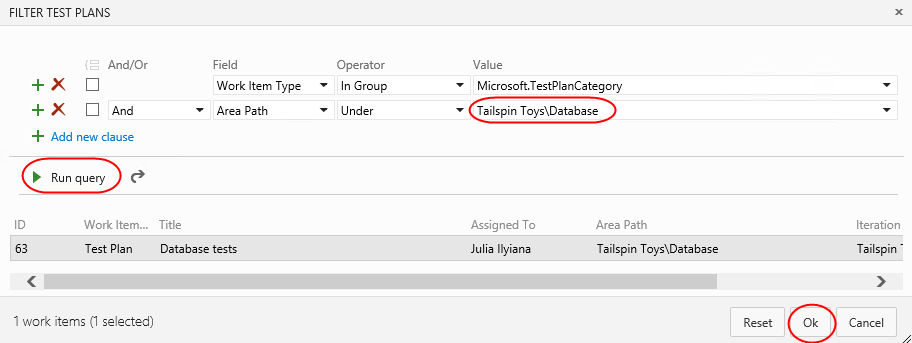 FILTER TEST PLANS
And/Or Field Operator Value
Work Item Type In Group Microsoft.TestPlanCategory
And Area Path Under Tailspin Toys\Database
Add new clause
Run query
ID Work Item... Title Assigned To Area Path Iteration
63 Test Plan Database tests Julia Ilyiana Tailspin Toys\Database Tailspin T
1 work items (1 selected)
Reset Ok Cancel